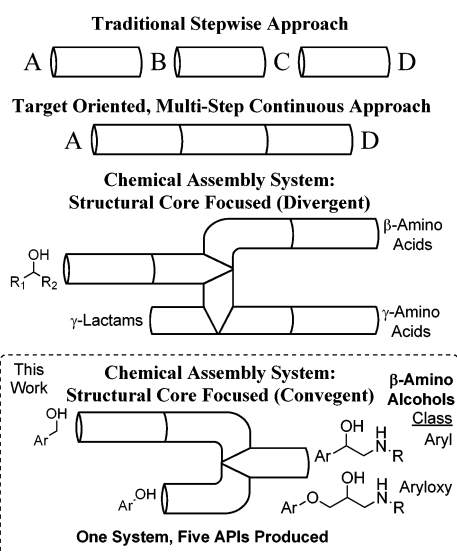 Traditional Stepwise Approach
A B C D
Target Oriented, Multi-Step Continuous Approach
A D
Chemical Assembly System:
Structural Core Focused (Divergent)
β-Amino
Acids
OH
R1 R2
γ-Lactams
γ-Amino
Acids
This
Work
Chemical Assembly System:
Structural Core Focused (Convegent)
β-Amino
Alcohols
Class
OH
Ar
OH
H
Ar N R
Aryl
Ar OH
OH
H
Ar O N R
Aryloxy
One System, Five APIs Produced